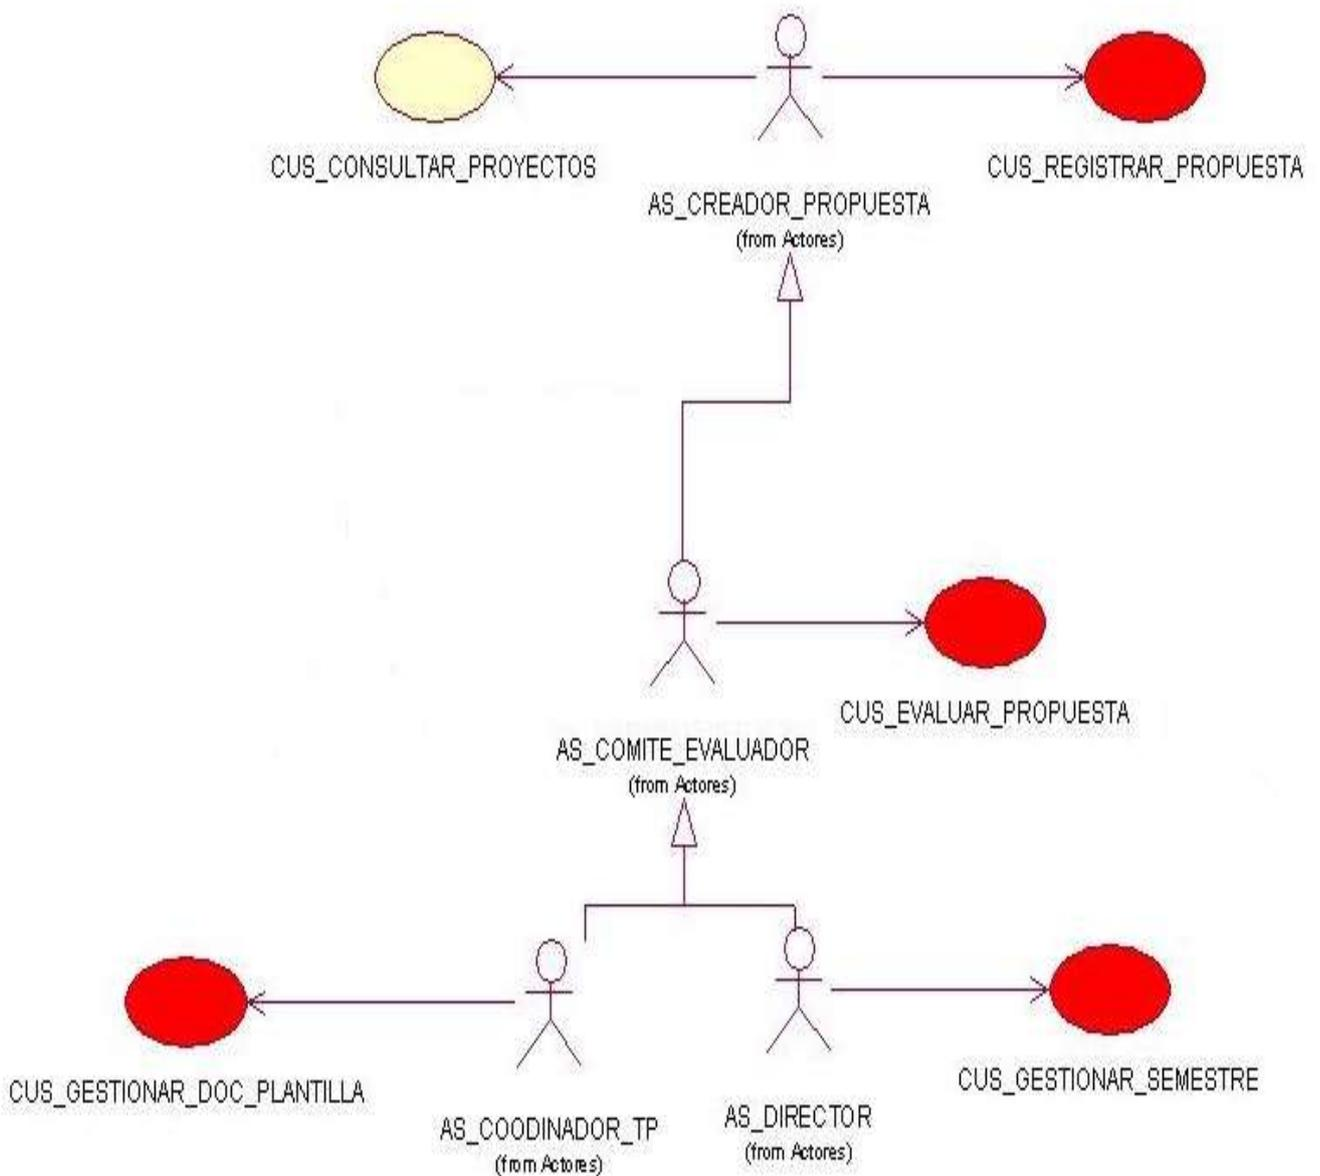 CUS_CONSULTAR_PROYECTOS
CUS_REGISTRAR_PROPUESTA
AS_CREADOR_PROPUESTA
(from Actores)
CUS_EVALUAR_PROPUESTA
AS_COMITE_EVALUADOR
(from Actores)
CUS_GESTIONAR_DOC_PLANTILLA
CUS_GESTIONAR_SEMESTRE
AS_COODINADOR_TP
(from Actores)
AS_DIRECTOR
(from Actores)